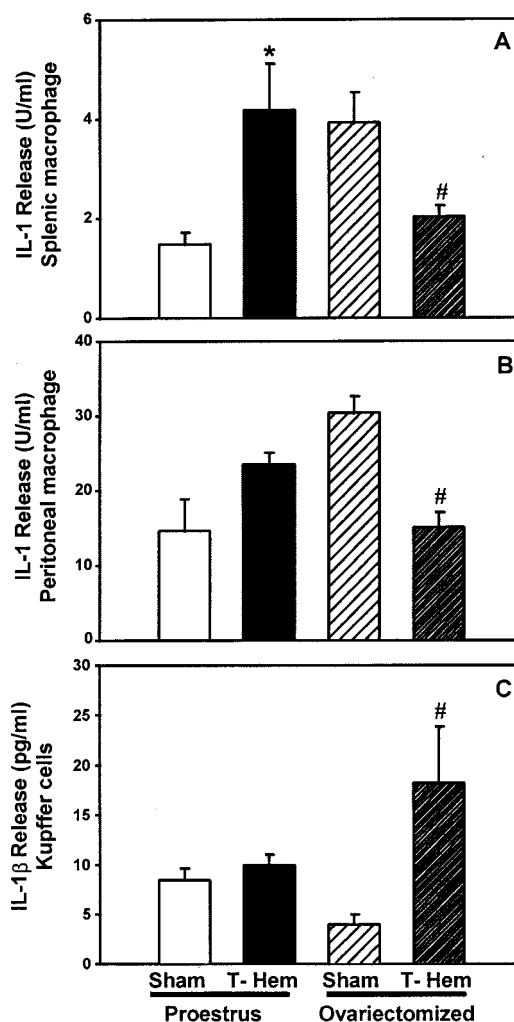 IL-1 Release (U/ml)
Splenic macrophage
6
4
2
0
A
*
#
IL-1 Release (U/ml)
Peritoneal macrophage
40
30
20
10
0
B
#
IL-1β Release (pg/ml)
Kupffer cells
30
25
20
15
10
5
0
C
#
Sham T- Hem Sham T- Hem
Proestrus Ovariectomized